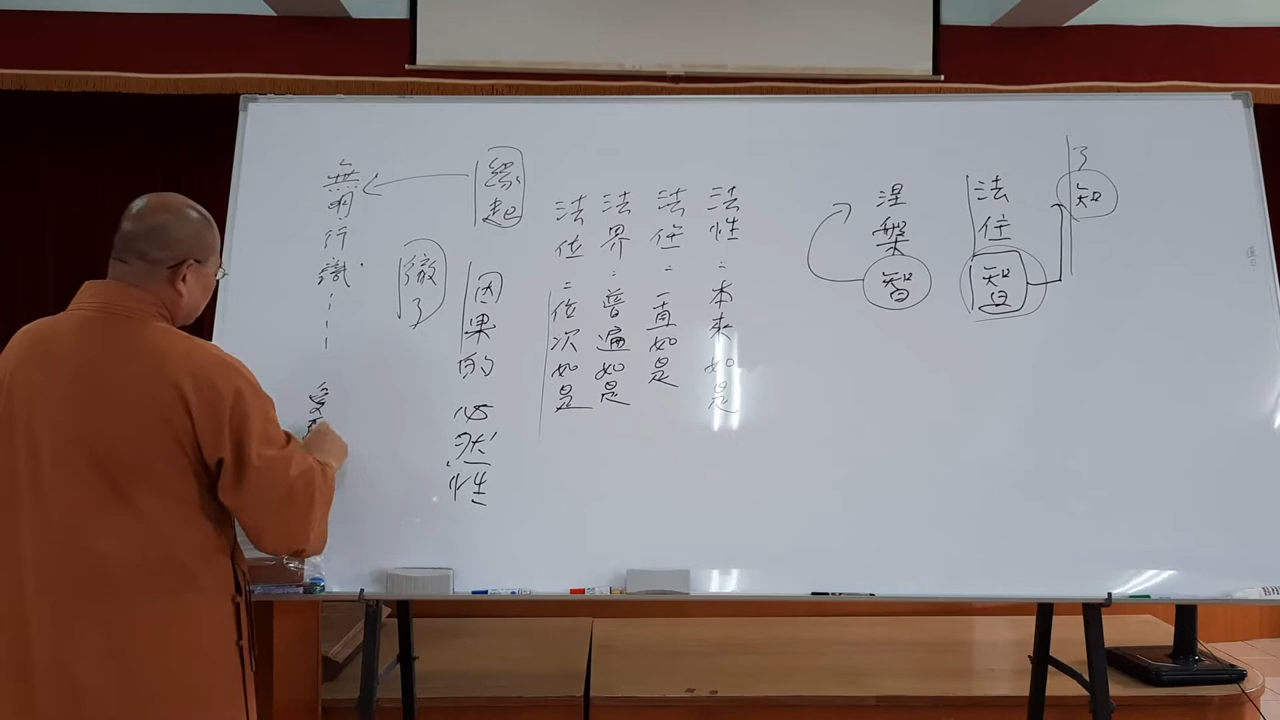 了知
法住智
涅槃智
法性：本來如是
法住：一直如是
法界：普遍如是
法位：位次如是
緣起
因果的必然性
徹了
無明行識
受